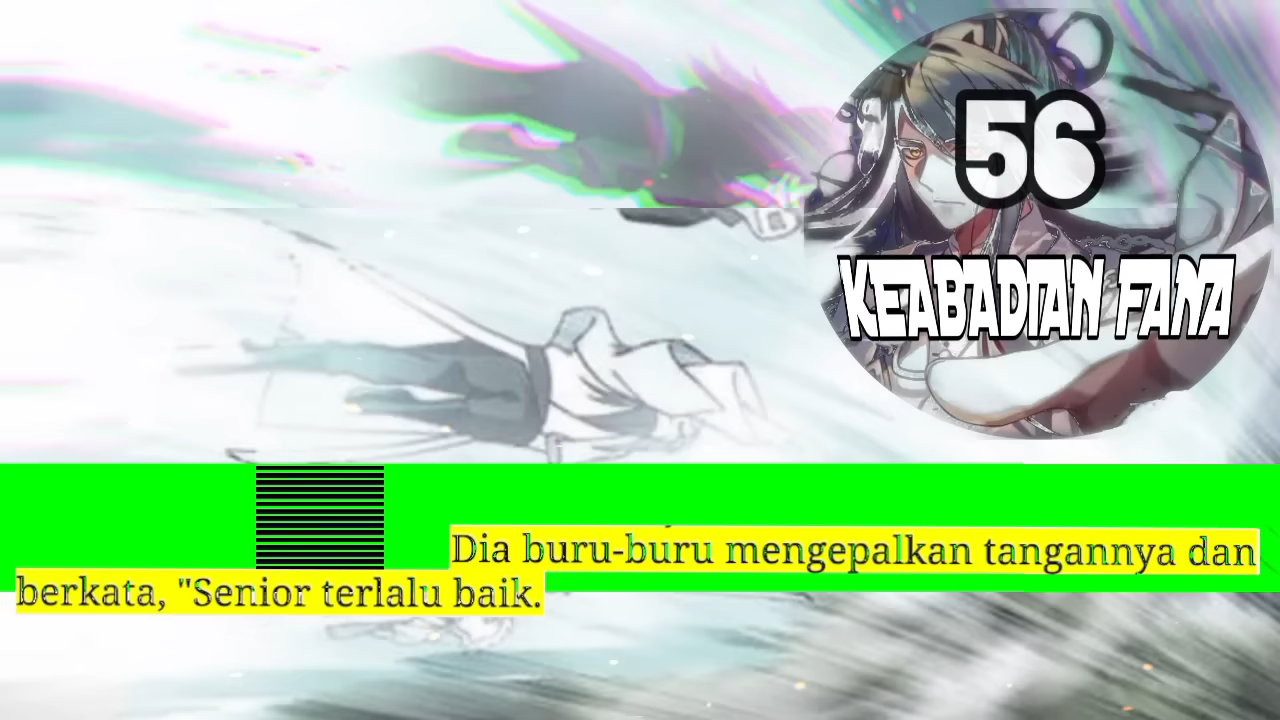 56
KEABADIAN FANA
Dia buru-buru mengepalkan tangannya dan
berkata, "Senior terlalu baik.